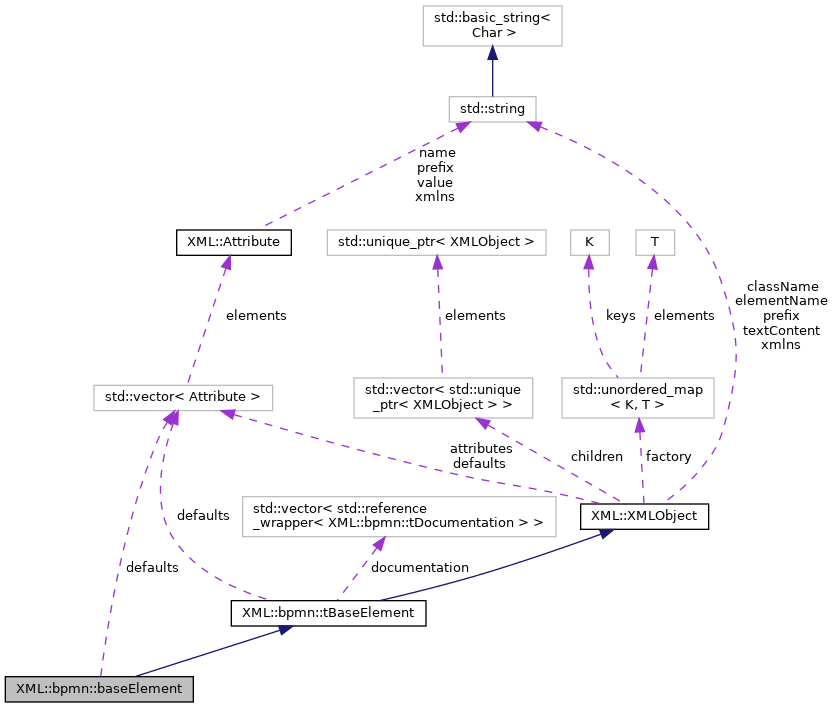 std::basic_string<
Char >
std::string
name
prefix
value
xmlns
XML::Attribute
std::unique_ptr< XMLObject >
K
T
className
elementName
prefix
textContent
xmlns
elements
elements
keys
elements
std::vector< Attribute >
std::vector< std::unique
_ptr< XMLObject > >
std::unordered_map
< K, T >
attributes
defaults
children
factory
defaults
std::vector< std::reference
_wrapper< XML::bpmn::tDocumentation > >
XML::XMLObject
defaults
documentation
XML::bpmn::tBaseElement
XML::bpmn::baseElement